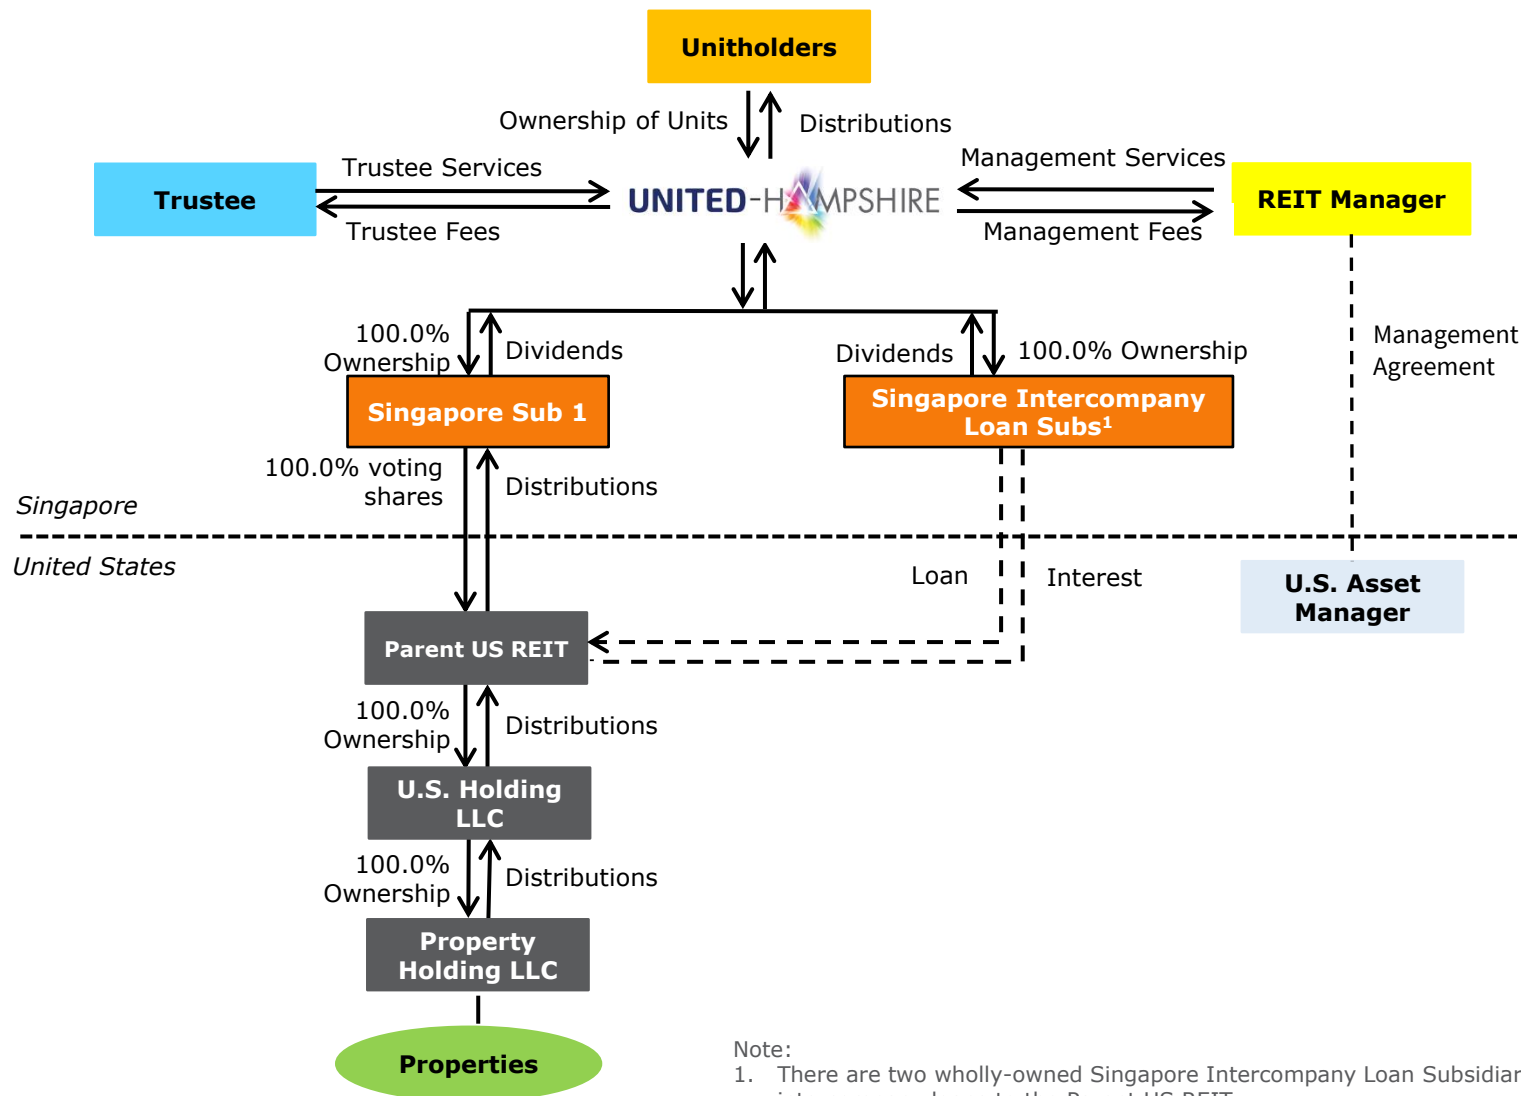 Unitholders
Ownership of Units
Distributions
Trustee
Trustee Services
Trustee Fees
UNITED-HAMPSHIRE
Management Services
Management Fees
REIT Manager
100.0%
Ownership
Dividends
Dividends
100.0% Ownership
Management
Agreement
Singapore Sub 1
Singapore Intercompany
Loan Subs¹
100.0% voting
shares
Distributions
Singapore
United States
Loan
Interest
U.S. Asset
Manager
Parent US REIT
100.0%
Ownership
Distributions
U.S. Holding
LLC
100.0%
Ownership
Distributions
Property
Holding LLC
Properties
Note:
1. There are two wholly-owned Singapore Intercompany Loan Subsidiar